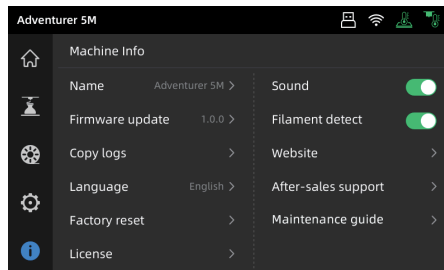 Adventurer 5M
Machine Info
Name
Adventurer 5M >
Firmware update
1.0.0 >
Copy logs >
Language
English >
Factory reset >
License >
Sound
Filament detect
Website >
After-sales support >
Maintenance guide >